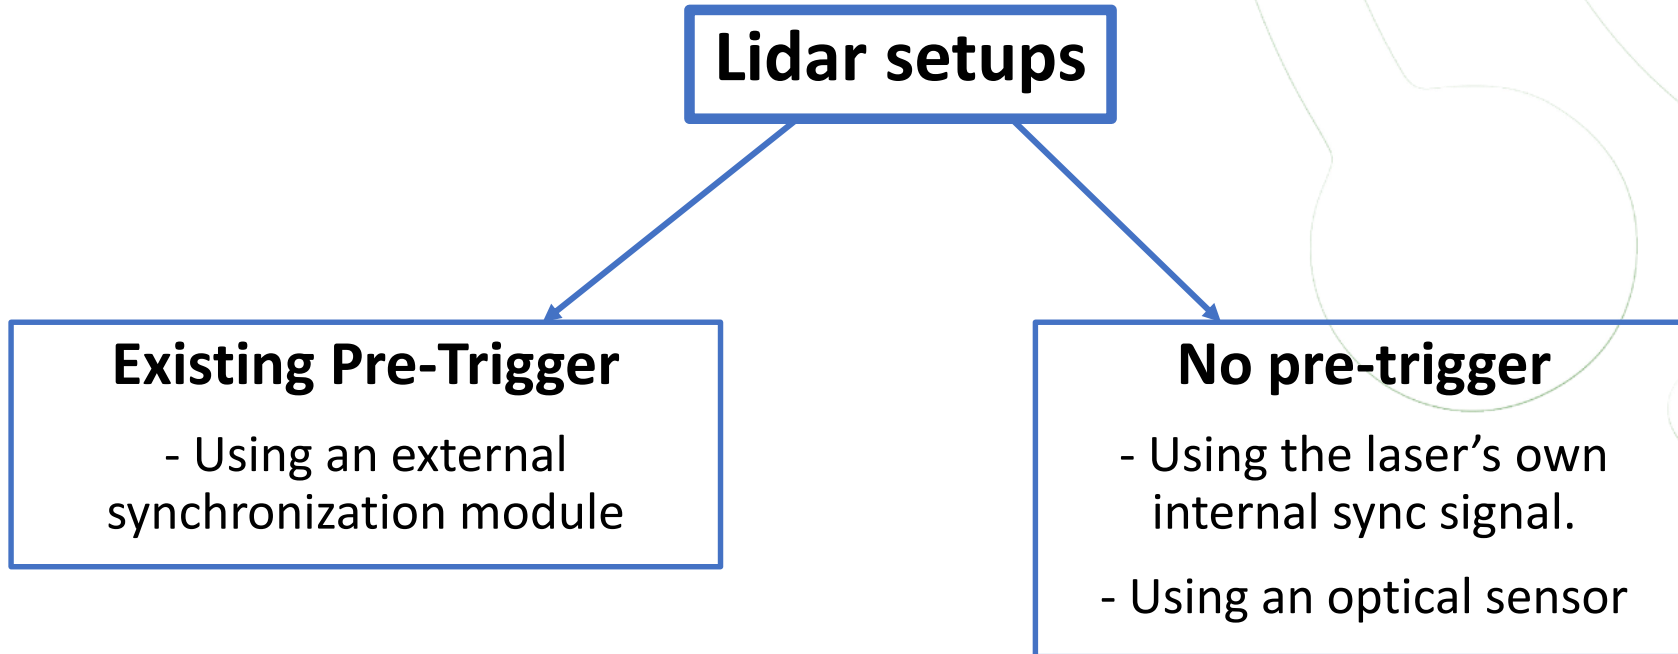 Lidar setups
Existing Pre-Trigger
- Using an external
synchronization module
No pre-trigger
- Using the laser’s own
internal sync signal.
- Using an optical sensor